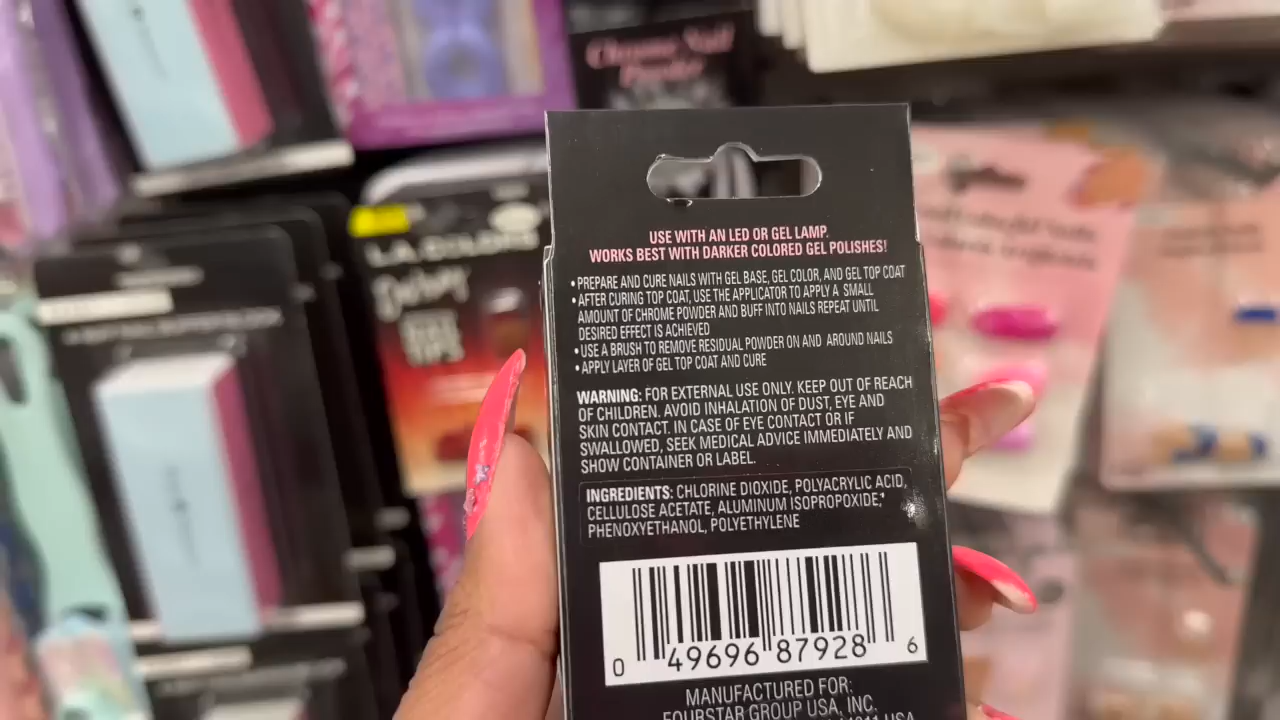 Chrome Nail
Powder
L.A. COLORS
TIPS
USE WITH AN LED OR GEL LAMP.
WORKS BEST WITH DARKER COLORED GEL POLISHES!
• PREPARE AND CURE NAILS WITH GEL BASE, GEL COLOR, AND GEL TOP COAT
• AFTER CURING TOP COAT, USE THE APPLICATOR TO APPLY A SMALL
AMOUNT OF CHROME POWDER AND BUFF INTO NAILS REPEAT UNTIL
DESIRED EFFECT IS ACHIEVED
• USE A BRUSH TO REMOVE RESIDUAL POWDER ON AND AROUND NAILS
• APPLY LAYER OF GEL TOP COAT AND CURE
WARNING: FOR EXTERNAL USE ONLY. KEEP OUT OF REACH
OF CHILDREN. AVOID INHALATION OF DUST, EYE AND
SKIN CONTACT. IN CASE OF EYE CONTACT OR IF
SWALLOWED, SEEK MEDICAL ADVICE IMMEDIATELY AND
SHOW CONTAINER OR LABEL.
INGREDIENTS: CHLORINE DIOXIDE, POLYACRYLIC ACID,
CELLULOSE ACETATE, ALUMINUM ISOPROPOXIDE,
PHENOXYETHANOL, POLYETHYLENE
0 49696 87928 6
MANUFACTURED FOR:
FOURSTAR GROUP USA, INC.